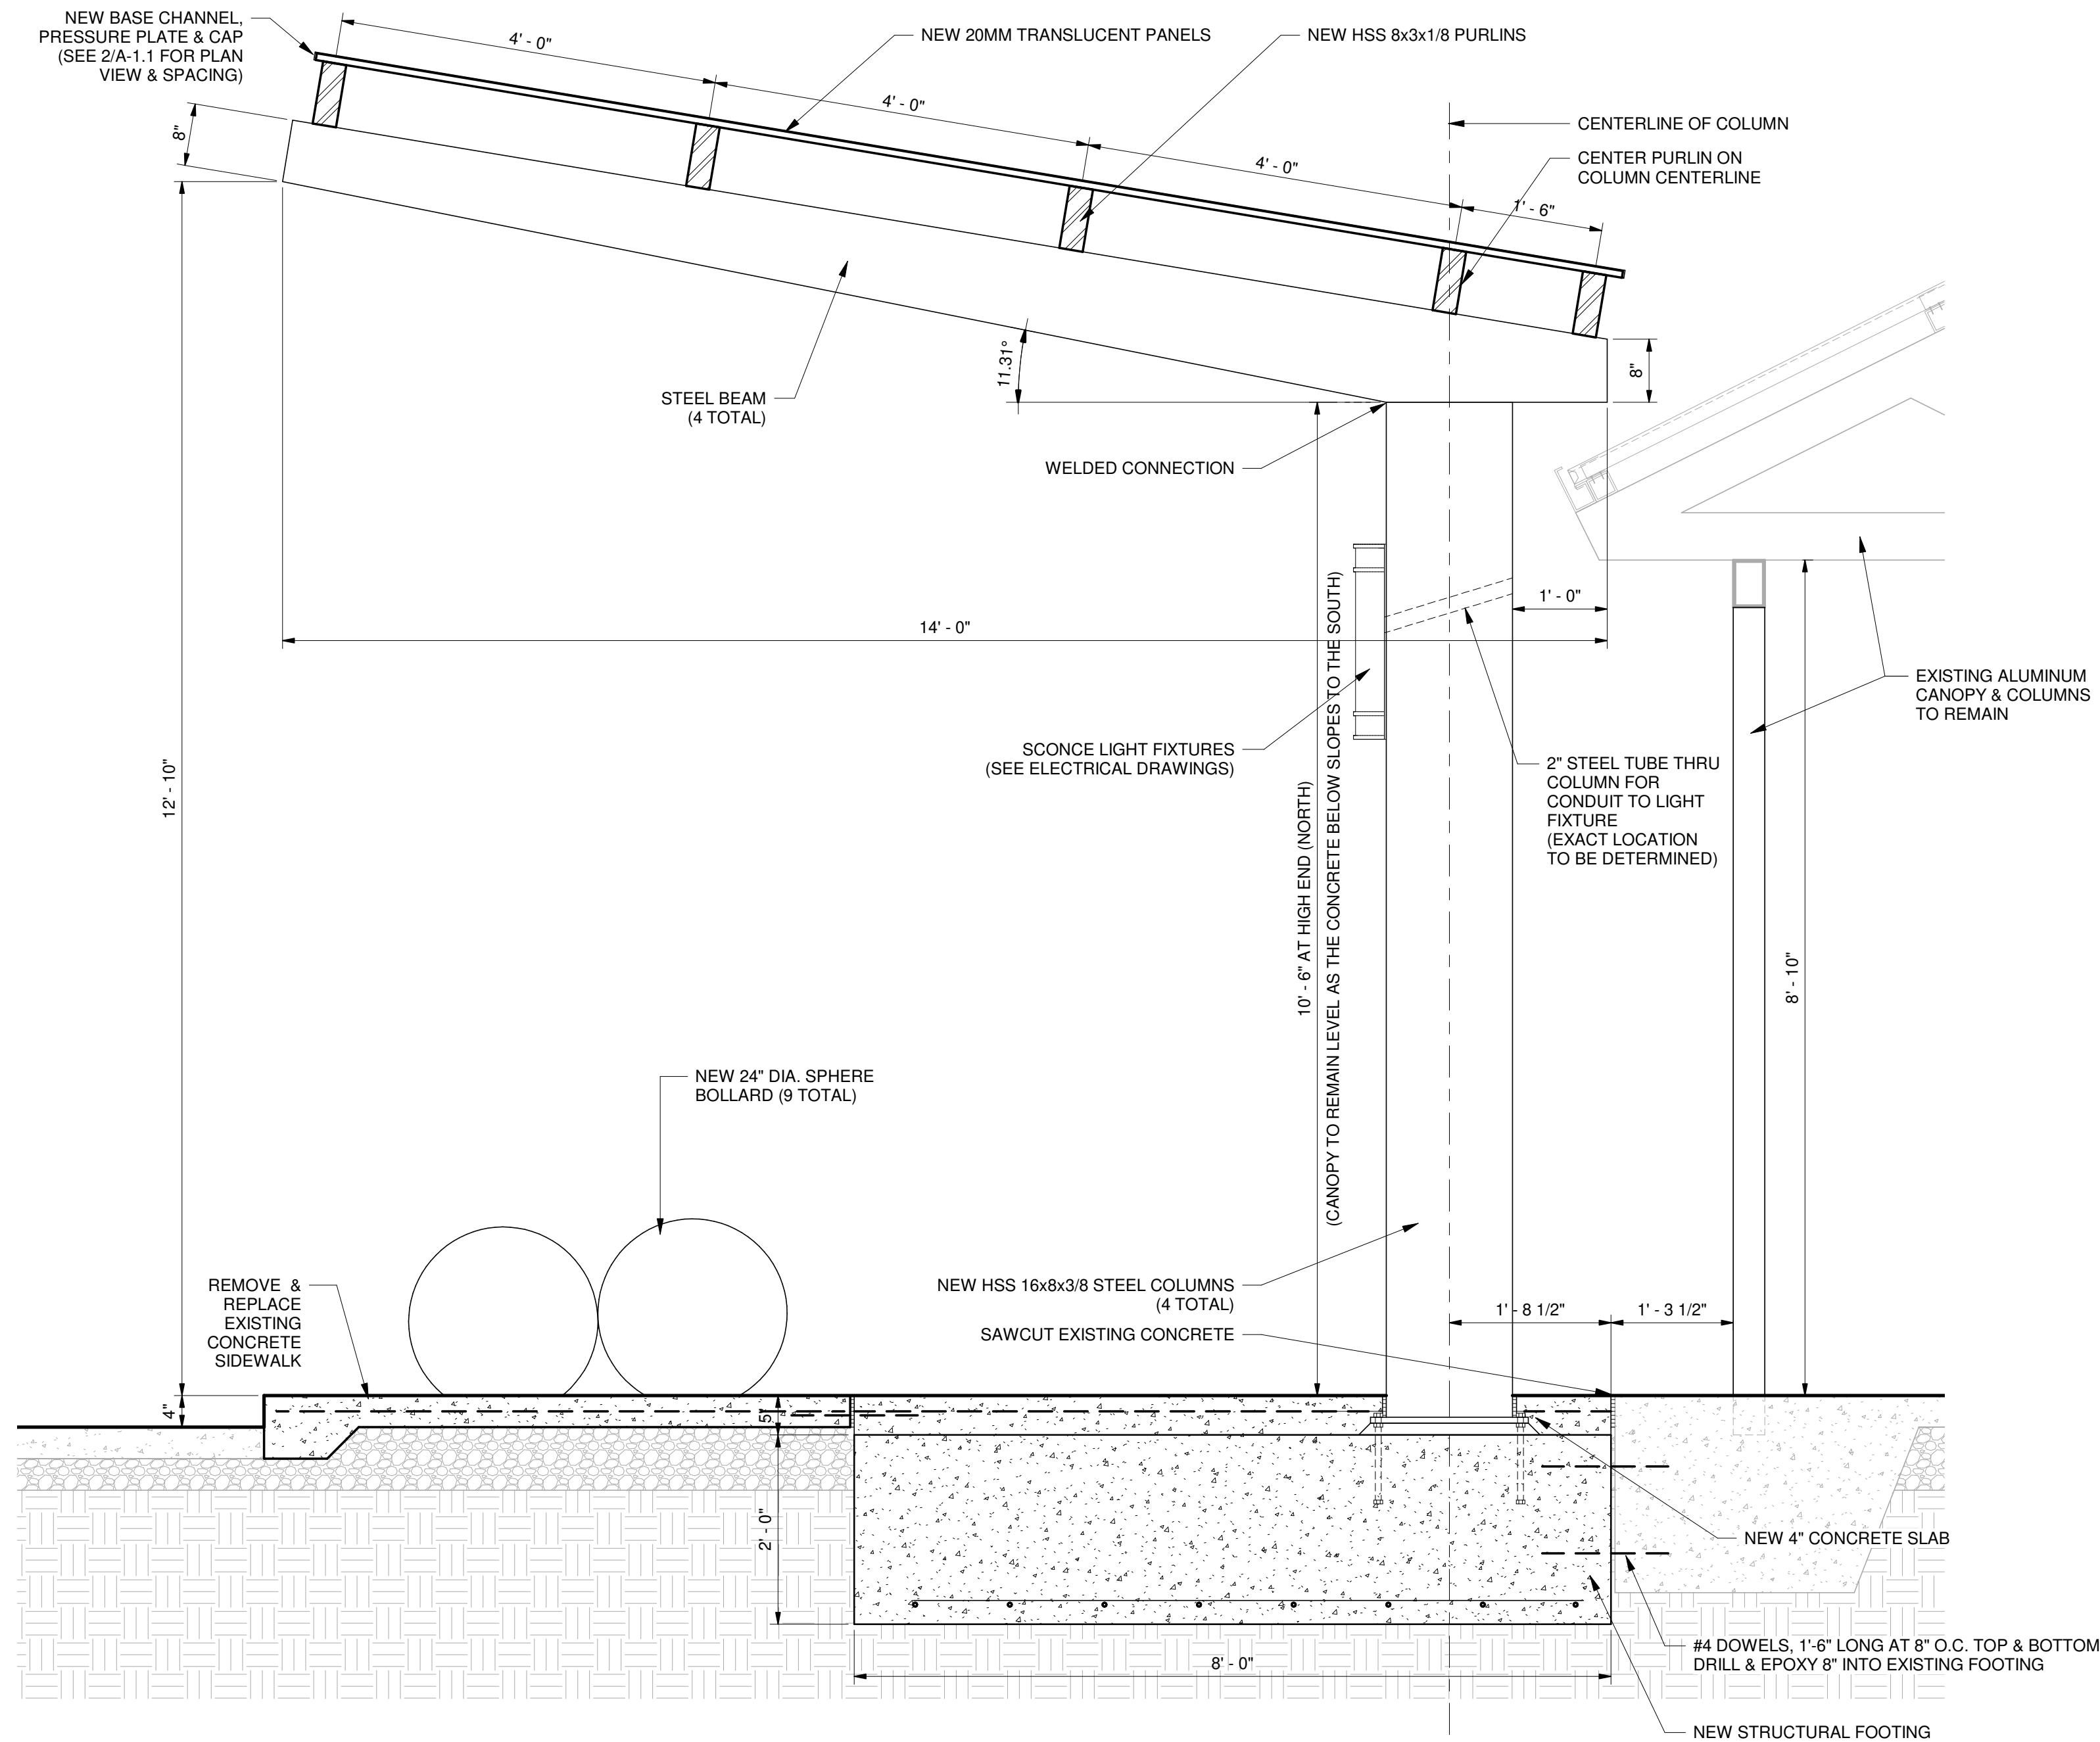 NEW BASE CHANNEL,
PRESSURE PLATE & CAP
(SEE 2/A-1.1 FOR PLAN
VIEW & SPACING)
4' - 0"
NEW 20MM TRANSLUCENT PANELS
NEW HSS 8x3x1/8 PURLINS
4' - 0"
8"
CENTERLINE OF COLUMN
CENTER PURLIN ON
COLUMN CENTERLINE
4' - 0"
1' - 6"
11.31°
8"
STEEL BEAM
(4 TOTAL)
WELDED CONNECTION
1' - 0"
14' - 0"
EXISTING ALUMINUM
CANOPY & COLUMNS
TO REMAIN
SCONCE LIGHT FIXTURES
(SEE ELECTRICAL DRAWINGS)
2" STEEL TUBE THRU
COLUMN FOR
CONDUIT TO LIGHT
FIXTURE
(EXACT LOCATION
TO BE DETERMINED)
12' - 10"
10' - 6" AT HIGH END (NORTH)
(CANOPY TO REMAIN LEVEL AS THE CONCRETE BELOW SLOPES TO THE SOUTH)
8' - 10"
NEW 24" DIA. SPHERE
BOLLARD (9 TOTAL)
REMOVE &
REPLACE
EXISTING
CONCRETE
SIDEWALK
NEW HSS 16x8x3/8 STEEL COLUMNS
(4 TOTAL)
1' - 8 1/2"
1' - 3 1/2"
SAWCUT EXISTING CONCRETE
4"
5"
2' - 0"
NEW 4" CONCRETE SLAB
8' - 0"
#4 DOWELS, 1'-6" LONG AT 8" O.C. TOP & BOTTOM
DRILL & EPOXY 8" INTO EXISTING FOOTING
NEW STRUCTURAL FOOTING